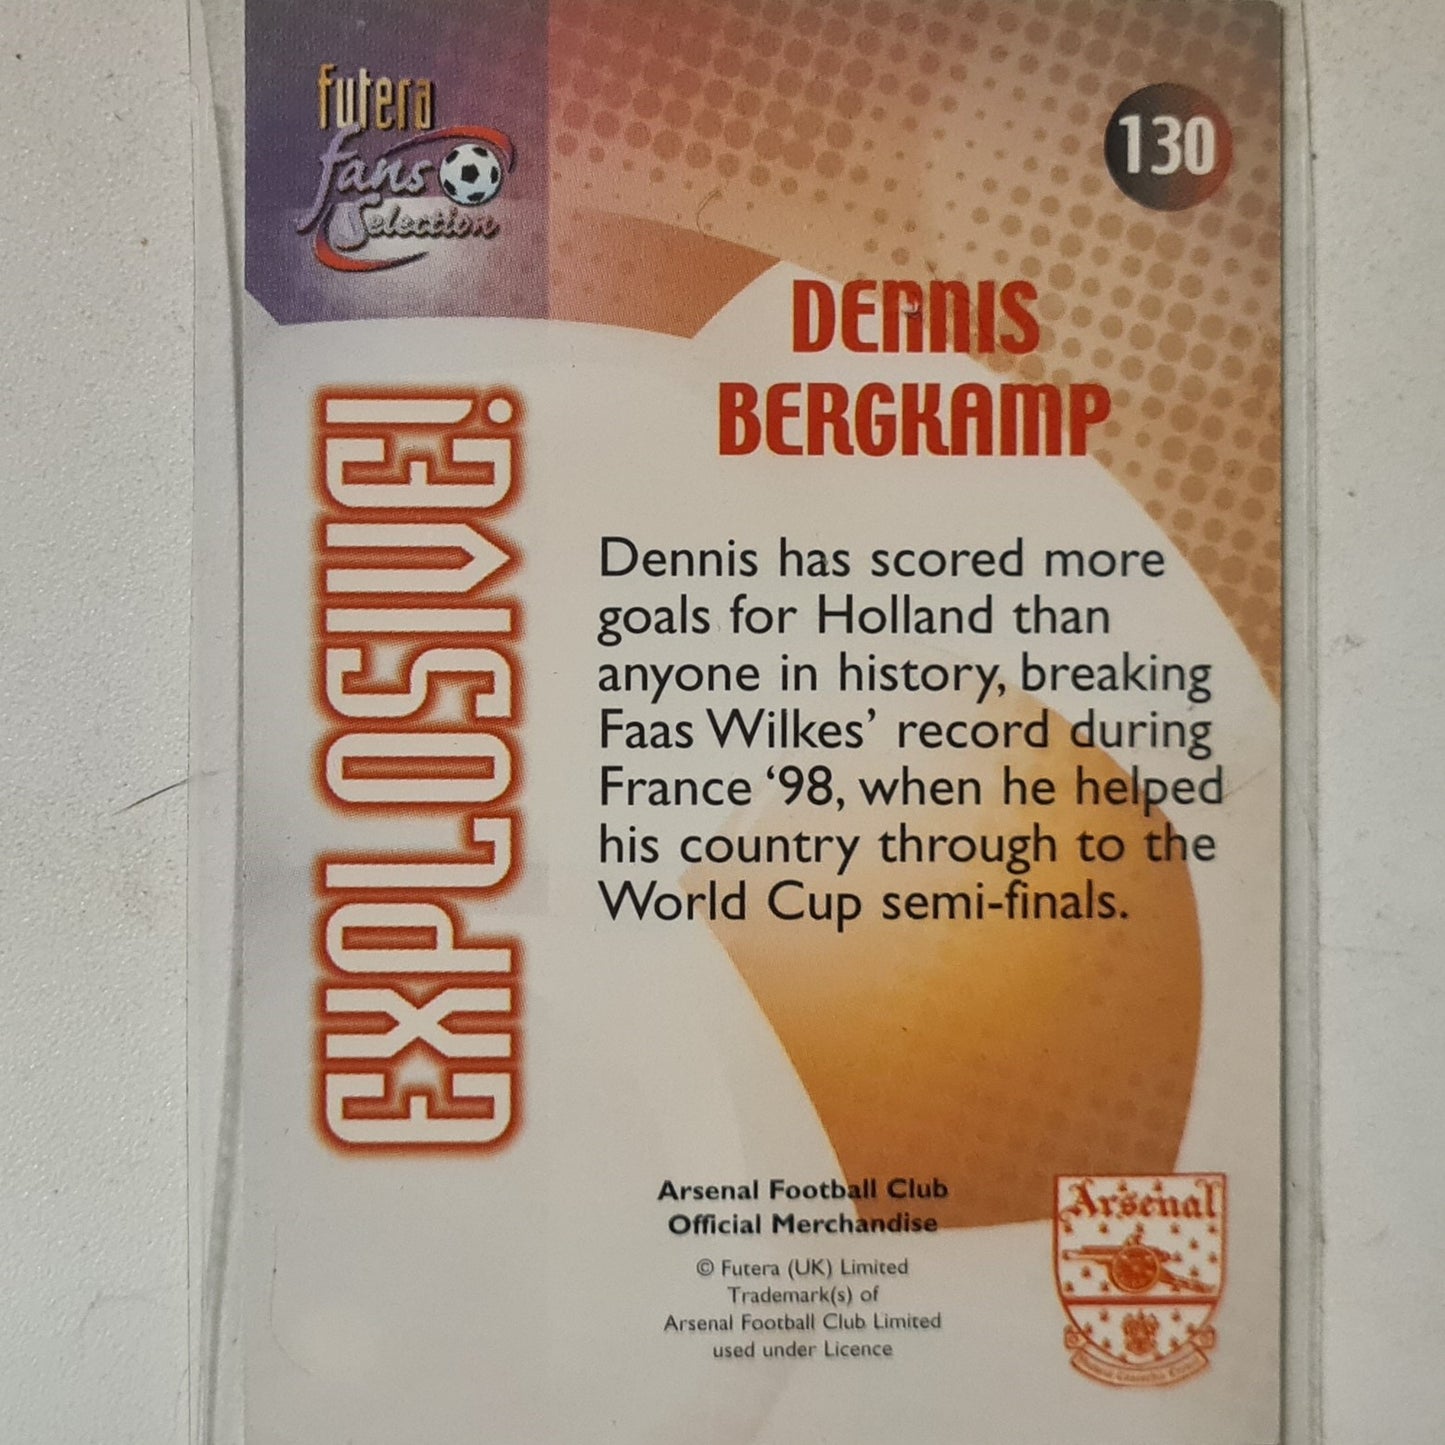 futera
fans
Selection
130
DENNIS
BERGKAMP
EXPLOSIVE!
Dennis has scored more
goals for Holland than
anyone in history, breaking
Faas Wilkes’ record during
France ‘98, when he helped
his country through to the
World Cup semi-finals.
Arsenal Football Club
Official Merchandise
© Futera (UK) Limited
Trademark(s) of
Arsenal Football Club Limited
used under Licence
Arsenal